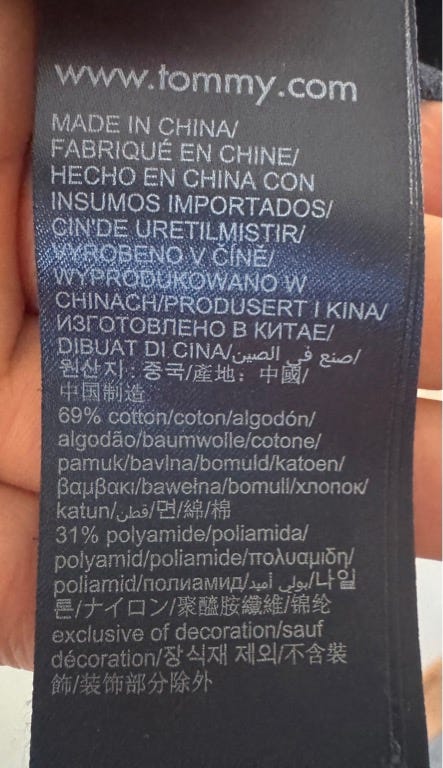 www.tommy.com
MADE IN CHINA/
FABRIQUÉ EN CHINE/
HECHO EN CHINA CON
INSUMOS IMPORTADOS/
CIN'DE URETILMISTIR/
VYROBENO V ČÍNĚ/
WYPRODUKOWANO W
CHINACH/PRODUSERT I KINA/
ИЗГОТОВЛЕНО В КИТАЕ/
DIBUAT DI CINA/صنع في الصين/
원산지: 중국/產地: 中國/
中国制造
69% cotton/coton/algodón/
algodão/baumwolle/cotone/
pamuk/bavlna/bomuld/katoen/
βαμβακι/bawełna/bomull/хлопок/
katun/قطن/면/綿/棉
31% polyamide/poliamida/
polyamid/poliamide/πολυαμιδη/
poliamid/полиамид/بولي أميد/나일
론/ナイロン/聚醯胺纖維/锦纶
exclusive of decoration/sauf
décoration/장식재 제외/不含裝
飾/装饰部分除外